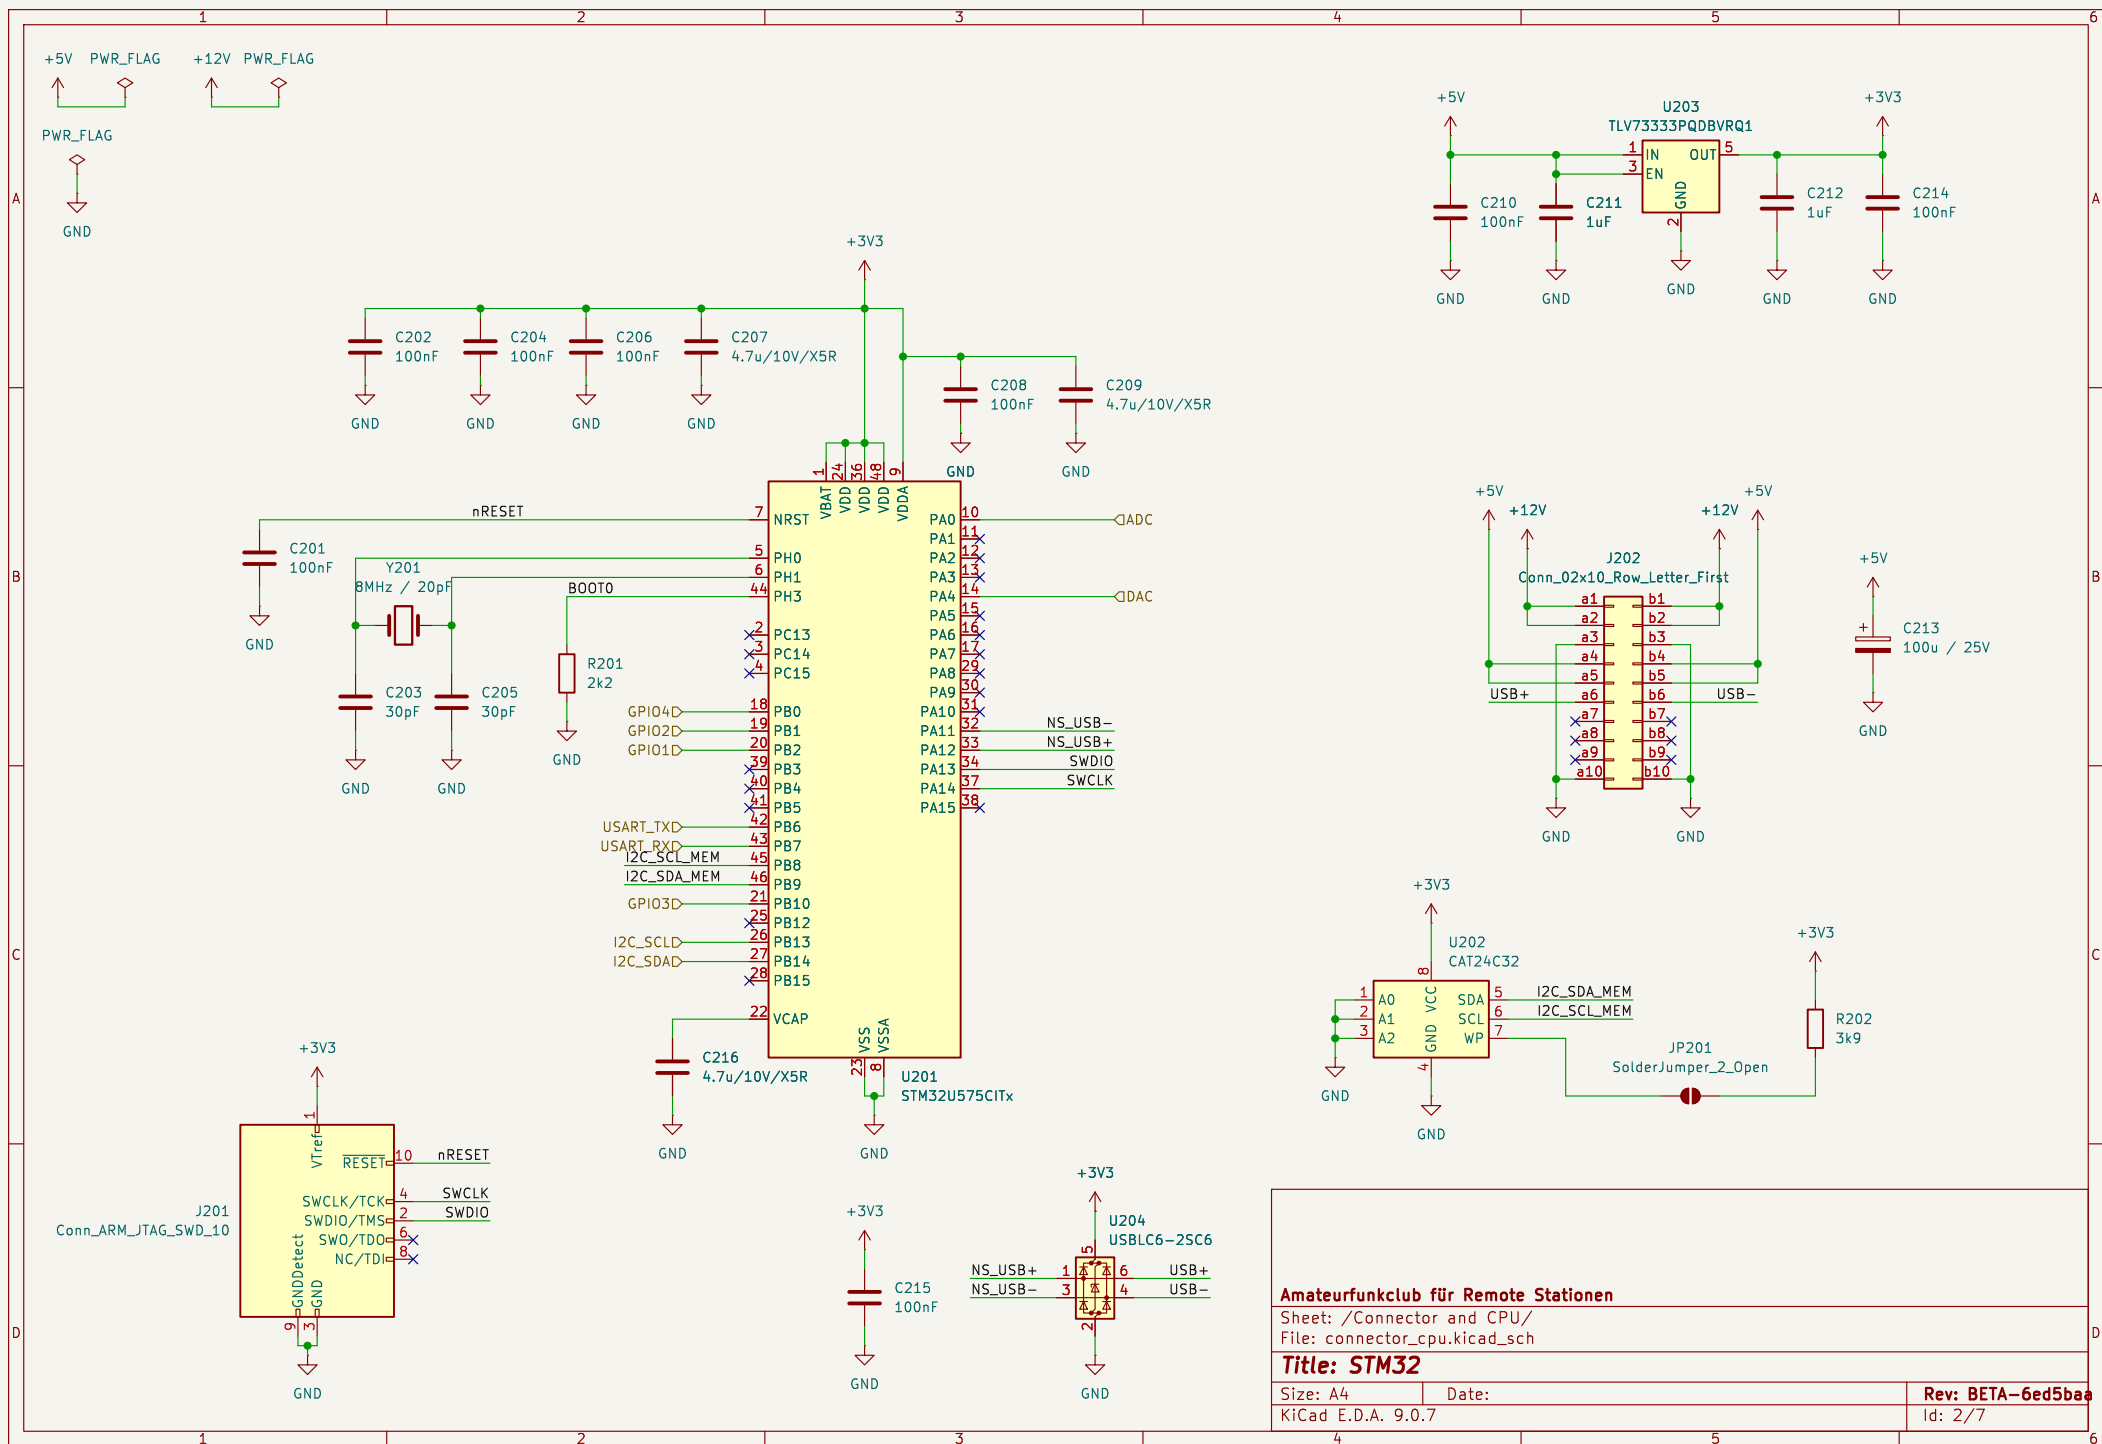 1 2 3 4 5 6
+5V PWR_FLAG +12V PWR_FLAG
PWR_FLAG
GND
A A
+5V U203 +3V3
TLV73333PQDBVRQ1
1 IN OUT 5
3 EN
GND
2
C210
100nF
C211
1uF
C212
1uF
C214
100nF
GND GND GND GND GND
+3V3
C202
100nF
C204
100nF
C206
100nF
C207
4.7u/10V/X5R
GND GND GND GND
C208
100nF
C209
4.7u/10V/X5R
GND GND
1 24 36 48 9
VBAT VDD VDD VDD VDDA
nRESET 7 NRST
5 PH0
6 PH1
BOOT0 44 PH3
2 PC13
3 PC14
4 PC15
GPIO4 18 PB0
GPIO2 19 PB1
GPIO1 20 PB2
39 PB3
40 PB4
41 PB5
USART_TX 42 PB6
USART_RX 43 PB7
I2C_SCL_MEM 45 PB8
I2C_SDA_MEM 46 PB9
GPIO3 21 PB10
25 PB12
I2C_SCL 26 PB13
I2C_SDA 27 PB14
28 PB15
22 VCAP
PA0 10 ADC
PA1 11
PA2 12
PA3 13
PA4 14 DAC
PA5 15
PA6 16
PA7 17
PA8 29
PA9 30
PA10 31
PA11 32 NS_USB-
PA12 33 NS_USB+
PA13 34 SWDIO
PA14 37 SWCLK
PA15 38
VSS VSSA
23 8
U201
STM32U575CITx
GND
C216
4.7u/10V/X5R
GND
B B
C201
100nF
GND
Y201
8MHz / 20pF
C203
30pF
C205
30pF
GND GND
R201
2k2
GND
+5V +12V +12V +5V
J202
Conn_02x10_Row_Letter_First
a1 b1
a2 b2
a3 b3
a4 b4
a5 b5
USB+ a6 b6 USB-
a7 b7
a8 b8
a9 b9
a10 b10
GND GND
+5V
+
C213
100u / 25V
GND
C C
+3V3
U202
CAT24C32
8
VCC
1 A0 SDA 5 I2C_SDA_MEM
2 A1 SCL 6 I2C_SCL_MEM
3 A2 WP 7
GND
4
GND GND
+3V3
R202
3k9
JP201
SolderJumper_2_Open
+3V3
1
VTref
RESET 10 nRESET
SWCLK/TCK 4 SWCLK
SWDIO/TMS 2 SWDIO
SWO/TDO 6
NC/TDI 8
GNDDetect GND
9 3
J201
Conn_ARM_JTAG_SWD_10
GND
+3V3
C215
100nF
GND
+3V3
U204
USBLC6-2SC6
5
NS_USB+ 1 6 USB+
NS_USB- 3 4 USB-
2
GND
D D
Amateurfunkclub für Remote Stationen
Sheet: /Connector and CPU/
File: connector_cpu.kicad_sch
Title: STM32
Size: A4 Date: Rev: BETA-6ed5baa
KiCad E.D.A. 9.0.7 Id: 2/7
1 2 3 4 5 6